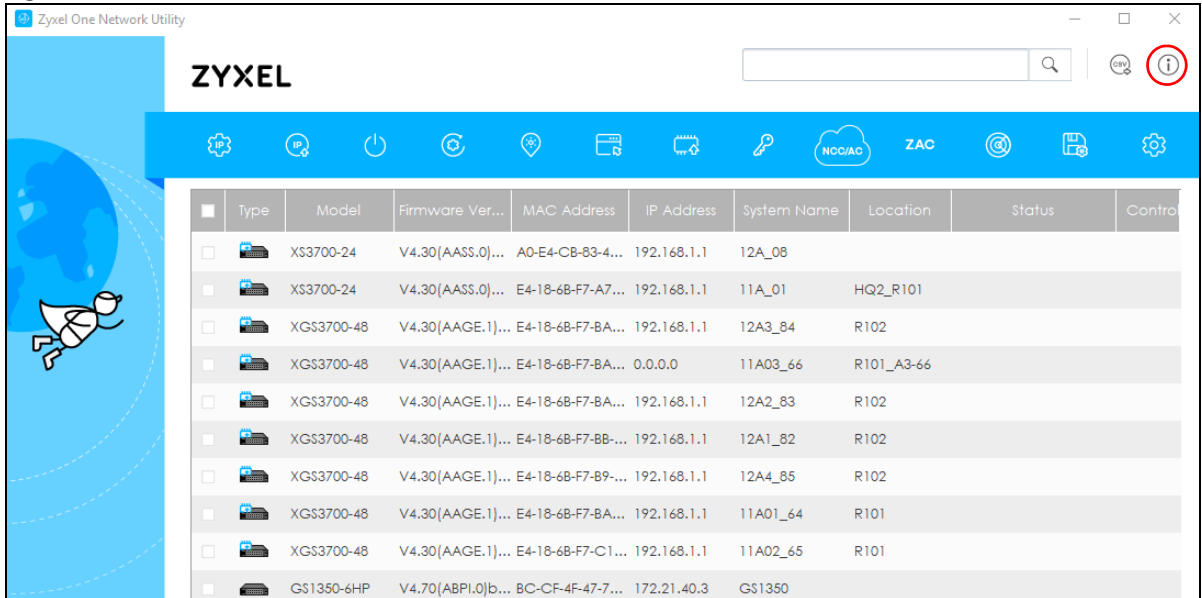 Zyxel One Network Utility
ZYXEL
CSV
IP IP NCC/AC ZAC
Type Model Firmware Ver... MAC Address IP Address System Name Location Status Control
XS3700-24 V4.30(AASS.0)... A0-E4-CB-83-4... 192.168.1.1 12A_08
XS3700-24 V4.30(AASS.0)... E4-18-6B-F7-A7... 192.168.1.1 11A_01 HQ2_R101
XGS3700-48 V4.30(AAGE.1)... E4-18-6B-F7-BA... 192.168.1.1 12A3_84 R102
XGS3700-48 V4.30(AAGE.1)... E4-18-6B-F7-BA... 0.0.0.0 11A03_66 R101_A3-66
XGS3700-48 V4.30(AAGE.1)... E4-18-6B-F7-BA... 192.168.1.1 12A2_83 R102
XGS3700-48 V4.30(AAGE.1)... E4-18-6B-F7-BB-... 192.168.1.1 12A1_82 R102
XGS3700-48 V4.30(AAGE.1)... E4-18-6B-F7-B9-... 192.168.1.1 12A4_85 R102
XGS3700-48 V4.30(AAGE.1)... E4-18-6B-F7-BA... 192.168.1.1 11A01_64 R101
XGS3700-48 V4.30(AAGE.1)... E4-18-6B-F7-C1... 192.168.1.1 11A02_65 R101
GS1350-6HP V4.70(ABPI.0)b... BC-CF-4F-47-7... 172.21.40.3 GS1350